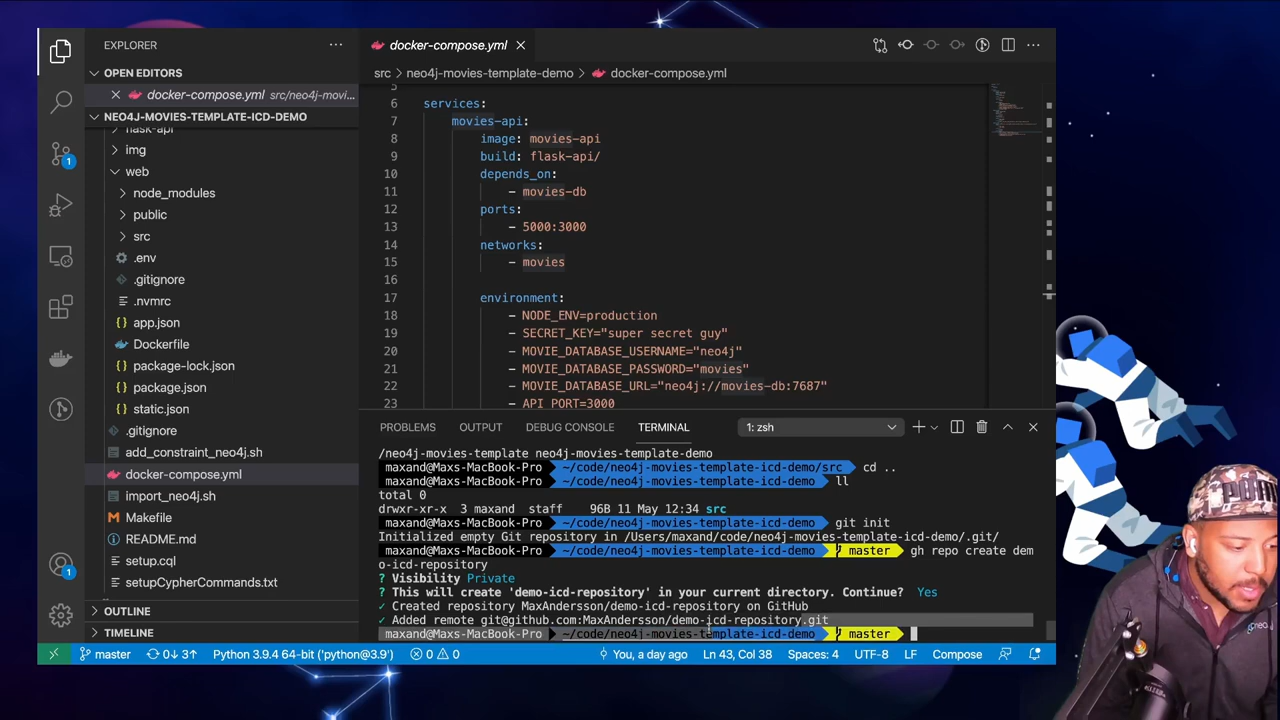 EXPLORER
OPEN EDITORS
docker-compose.yml src/neo4j-movi...
NEO4J-MOVIES-TEMPLATE-ICD-DEMO
flask-api
img
web
node_modules
public
src
.env
.gitignore
.nvmrc
app.json
Dockerfile
package-lock.json
package.json
static.json
.gitignore
add_constraint_neo4j.sh
docker-compose.yml
import_neo4j.sh
Makefile
README.md
setup.cql
setupCypherCommands.txt
OUTLINE
TIMELINE
1
1
docker-compose.yml
src > neo4j-movies-template-demo > docker-compose.yml
5
6 services:
7 movies-api:
8 image: movies-api
9 build: flask-api/
10 depends_on:
11 - movies-db
12 ports:
13 - 5000:3000
14 networks:
15 - movies
16
17 environment:
18 - NODE_ENV=production
19 - SECRET_KEY="super secret guy"
20 - MOVIE_DATABASE_USERNAME="neo4j"
21 - MOVIE_DATABASE_PASSWORD="movies"
22 - MOVIE_DATABASE_URL="neo4j://movies-db:7687"
23 - API_PORT=3000
PROBLEMS OUTPUT DEBUG CONSOLE TERMINAL 1: zsh
/neo4j-movies-template neo4j-movies-template-demo
maxand@Maxs-MacBook-Pro ~/code/neo4j-movies-template-icd-demo/src cd ..
maxand@Maxs-MacBook-Pro ~/code/neo4j-movies-template-icd-demo ll
total 0
drwxr-xr-x 3 maxand staff 96B 11 May 12:34 src
maxand@Maxs-MacBook-Pro ~/code/neo4j-movies-template-icd-demo git init
Initialized empty Git repository in /Users/maxand/code/neo4j-movies-template-icd-demo/.git/
maxand@Maxs-MacBook-Pro ~/code/neo4j-movies-template-icd-demo master gh repo create dem
o-icd-repository
? Visibility Private
? This will create 'demo-icd-repository' in your current directory. Continue? Yes
✓ Created repository MaxAndersson/demo-icd-repository on GitHub
✓ Added remote git@github.com:MaxAndersson/demo-icd-repository.git
maxand@Maxs-MacBook-Pro ~/code/neo4j-movies-template-icd-demo master
master 0↓ 3↑ Python 3.9.4 64-bit ('python@3.9') 0 0 You, a day ago Ln 43, Col 38 Spaces: 4 UTF-8 LF Compose